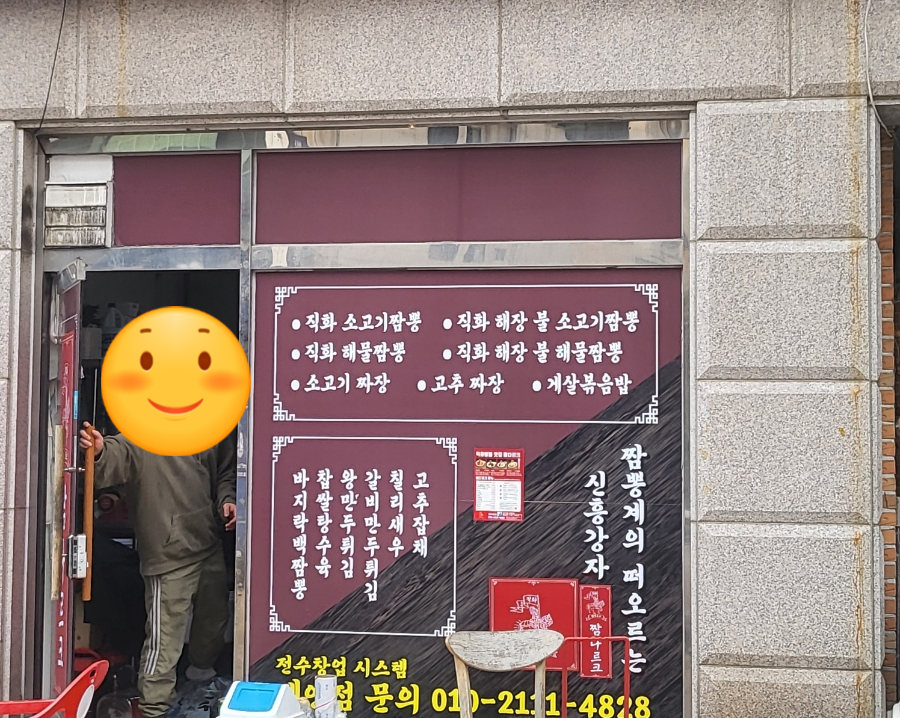 ● 직화 소고기짬뽕 ● 직화 해장 불 소고기짬뽕
● 직화 해물짬뽕 ● 직화 해장 불 해물짬뽕
● 소고기 짜장 ● 고추 짜장 ● 게살볶음밥
고추잡채
칠리새우
갈비만두튀김
왕만두튀김
찹쌀탕수육
바지락백짬뽕
짬뽕계의 떠오르는
신흥강자
직화
짬나르크
전수창업 시스템
문의 010-2111-4828